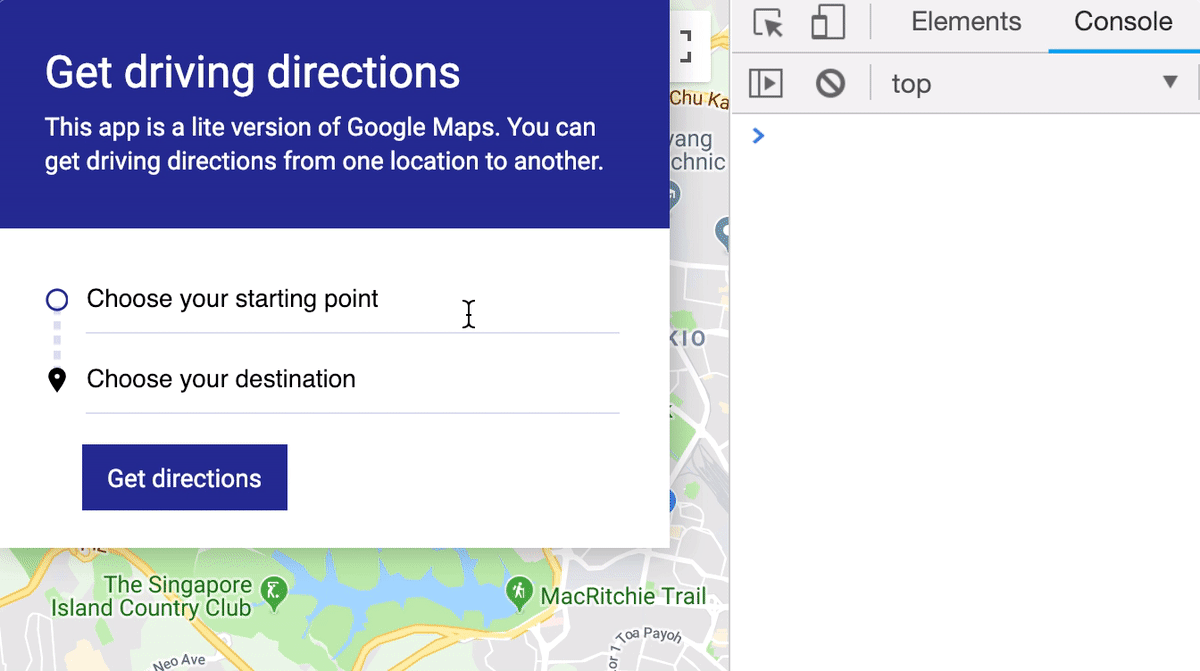 Get driving directions
This app is a lite version of Google Maps. You can
get driving directions from one location to another.
Choose your starting point
Choose your destination
Get directions
Elements
Console
top
Chu Ka
yang
chnic
KIO
The Singapore
Island Country Club
MacRitchie Trail
Neo Ave
or 1 Toa Payoh